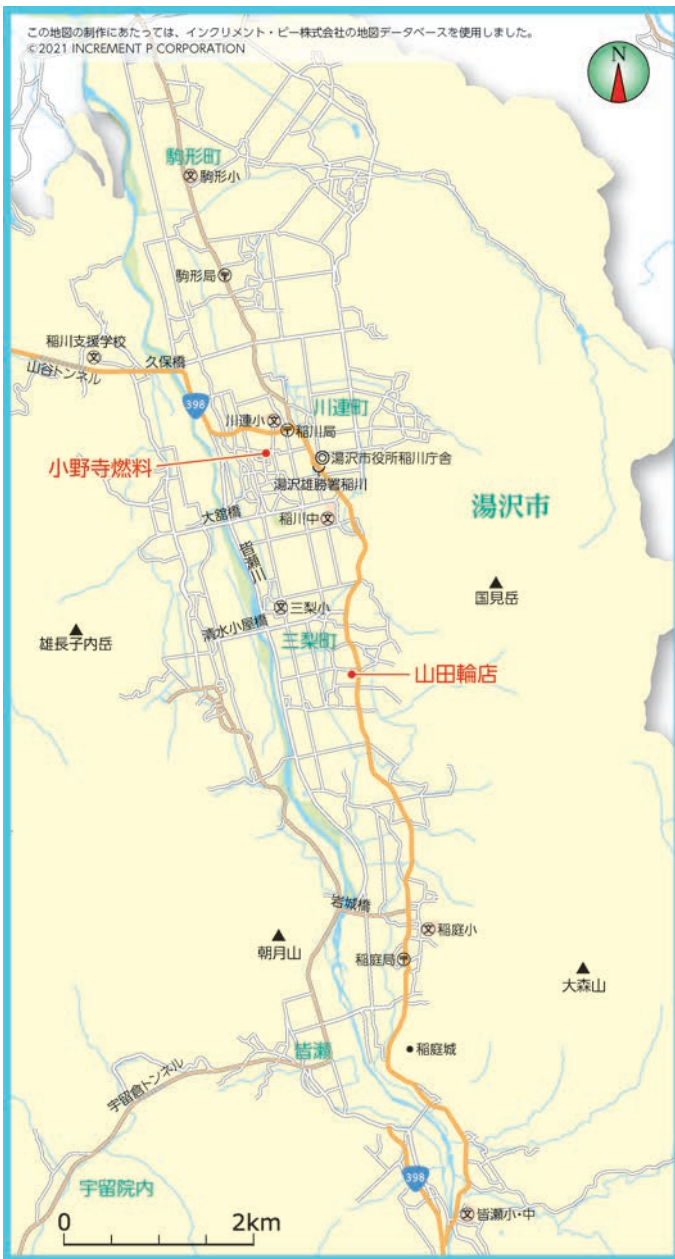 この地図の制作にあたっては、インクリメント・ピー株式会社の地図データベースを使用しました。
©2021 INCREMENT P CORPORATION
N
駒形町
駒形小
駒形局
稲川支援学校
久保橋
山谷トンネル
398
川連町
川連小
稲川局
小野寺燃料
湯沢市役所稲川庁舎
湯沢雄勝署稲川
湯沢市
大舘橋
稲川中
皆瀬川
国見岳
三梨小
清水小屋橋
雄長子内岳
三梨町
山田輪店
岩城橋
稲庭小
朝月山
稲庭局
大森山
皆瀬
稲庭城
宇留倉トンネル
398
宇留院内
皆瀬小・中
0 2km